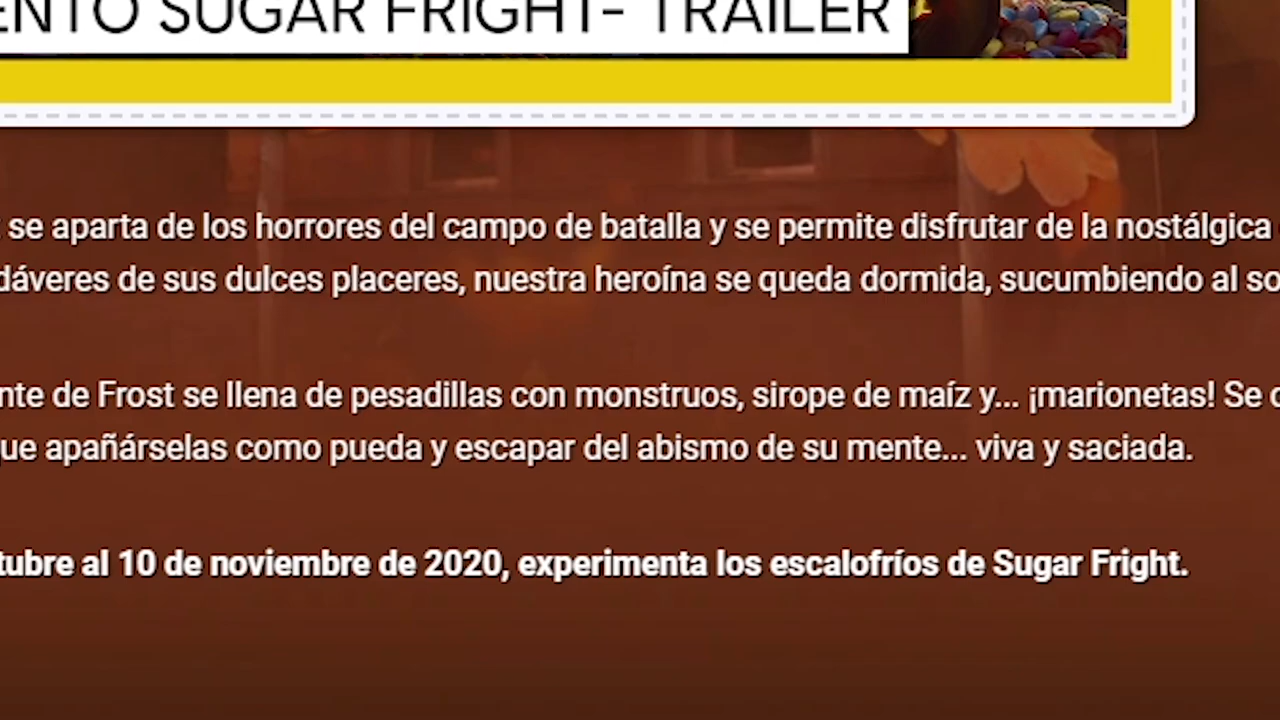 ENTO SUGAR FRIGHT- TRAILER
se aparta de los horrores del campo de batalla y se permite disfrutar de la nostálgica
dáveres de sus dulces placeres, nuestra heroína se queda dormida, sucumbiendo al so
nte de Frost se llena de pesadillas con monstruos, sirope de maíz y... ¡marionetas! Se
ue apañárselas como pueda y escapar del abismo de su mente... viva y saciada.
tubre al 10 de noviembre de 2020, experimenta los escalofríos de Sugar Fright.